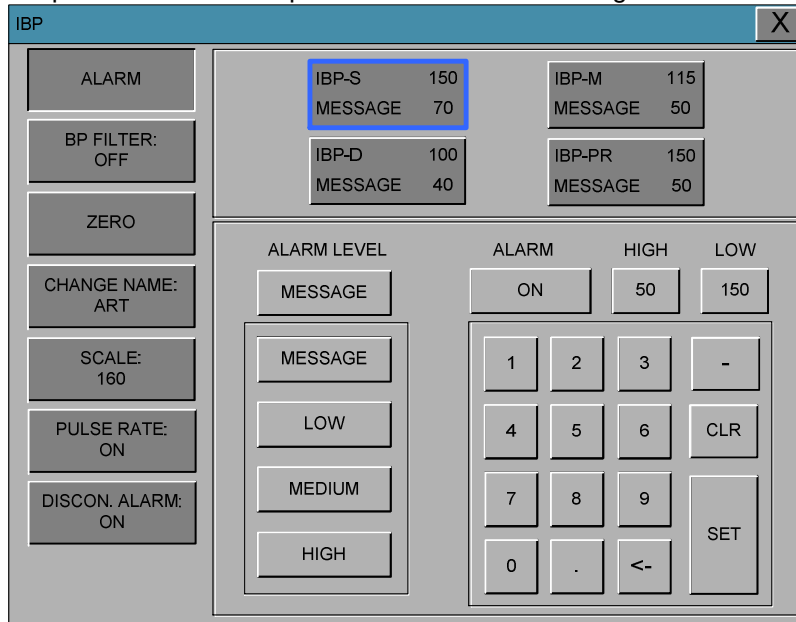 IBP X
ALARM
BP FILTER:
OFF
ZERO
CHANGE NAME:
ART
SCALE:
160
PULSE RATE:
ON
DISCON. ALARM:
ON
IBP-S 150
MESSAGE 70
IBP-M 115
MESSAGE 50
IBP-D 100
MESSAGE 40
IBP-PR 150
MESSAGE 50
ALARM LEVEL
MESSAGE
MESSAGE
LOW
MEDIUM
HIGH
ALARM HIGH LOW
ON 50 150
1 2 3 -
4 5 6 CLR
7 8 9
SET
0 . <-